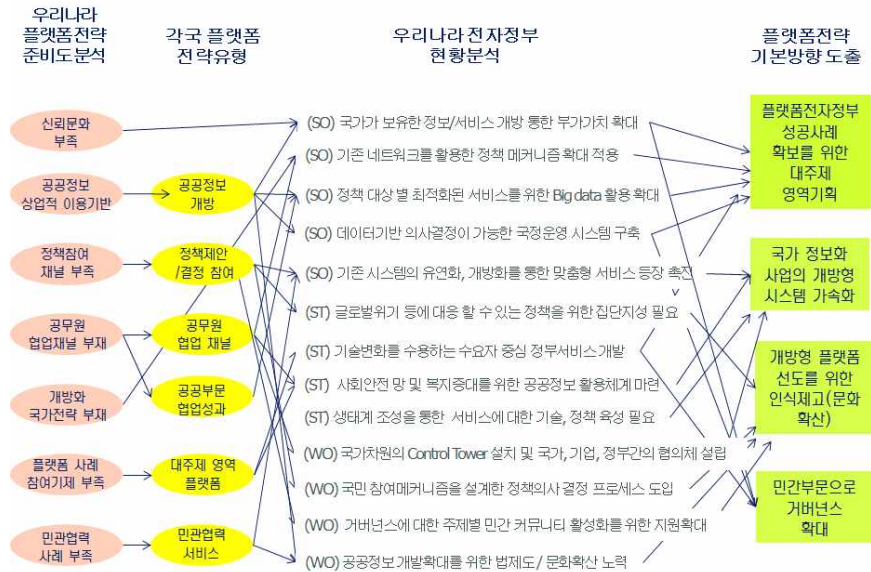 우리나라
플랫폼전략
준비도분석
각국 플랫폼
전략유형
우리나라 전자정부
현황분석
플랫폼전략
기본방향 도출
신뢰문화
부족
공공정보
상업적 이용기반
정책참여
채널 부족
공무원
협업채널 부재
개방화
국가전략 부재
플랫폼 사례
참여기제 부족
민관협력
사례 부족
공공정보
개방
정책제안
/결정 참여
공무원
협업 채널
공공부문
협업성과
대주제 영역
플랫폼
민관협력
서비스
(SO) 국가가 보유한 정보/서비스 개방 통한 부가가치 확대
(SO) 기존 네트워크를 활용한 정책 메커니즘 확대 적용
(SO) 정책 대상 별 최적화된 서비스를 위한 Big data 활용 확대
(SO) 데이터기반 의사결정이 가능한 국정운영 시스템 구축
(SO) 기존 시스템의 유연화, 개방화를 통한 맞춤형 서비스 등장 촉진
(ST) 글로벌위기 등에 대응 할 수 있는 정책을 위한 집단지성 필요
(ST) 기술변화를 수용하는 수요자 중심 정부서비스 개발
(ST) 사회안전 망 및 복지증대를 위한 공공정보 활용체계 마련
(ST) 생태계 조성을 통한 서비스에 대한 기술, 정책 육성 필요
(WO) 국가차원의 Control Tower 설치 및 국가, 기업, 정부간의 협의체 설립
(WO) 국민 참여메커니즘을 설계한 정책의사 결정 프로세스 도입
(WO) 거버넌스에 대한 주제별 민간 커뮤니티 활성화를 위한 지원확대
(WO) 공공정보 개발확대를 위한 법제도/ 문화확산 노력
플랫폼전자정부
성공사례
확보를 위한
대주제
영역기획
국가 정보화
사업의 개방형
시스템 가속화
개방형 플랫폼
선도를 위한
인식제고(문화
확산)
민간부문으로
거버넌스
확대